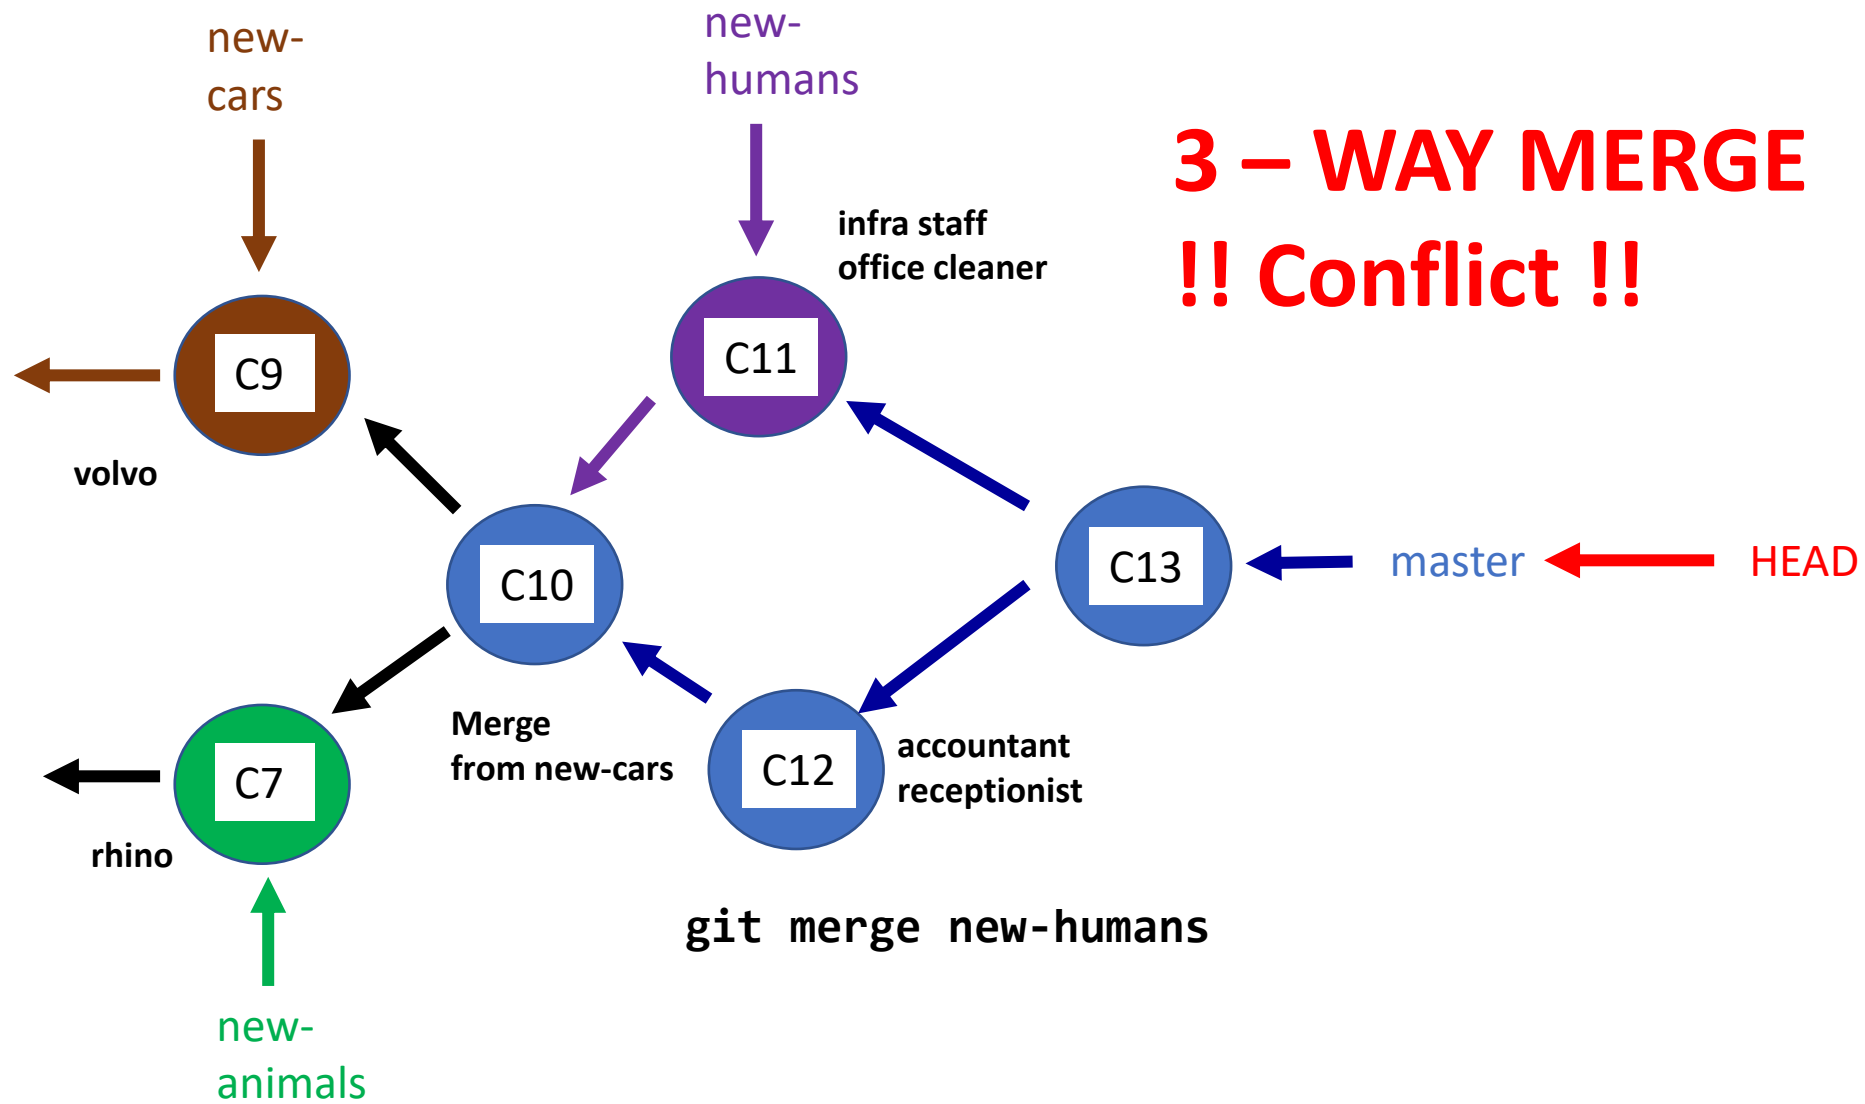 new-
cars
new-
humans
3 – WAY MERGE
!! Conflict !!
infra staff
office cleaner
C9
C11
volvo
C10
C13
master
HEAD
Merge
from new-cars
C7
C12
accountant
receptionist
rhino
git merge new-humans
new-
animals